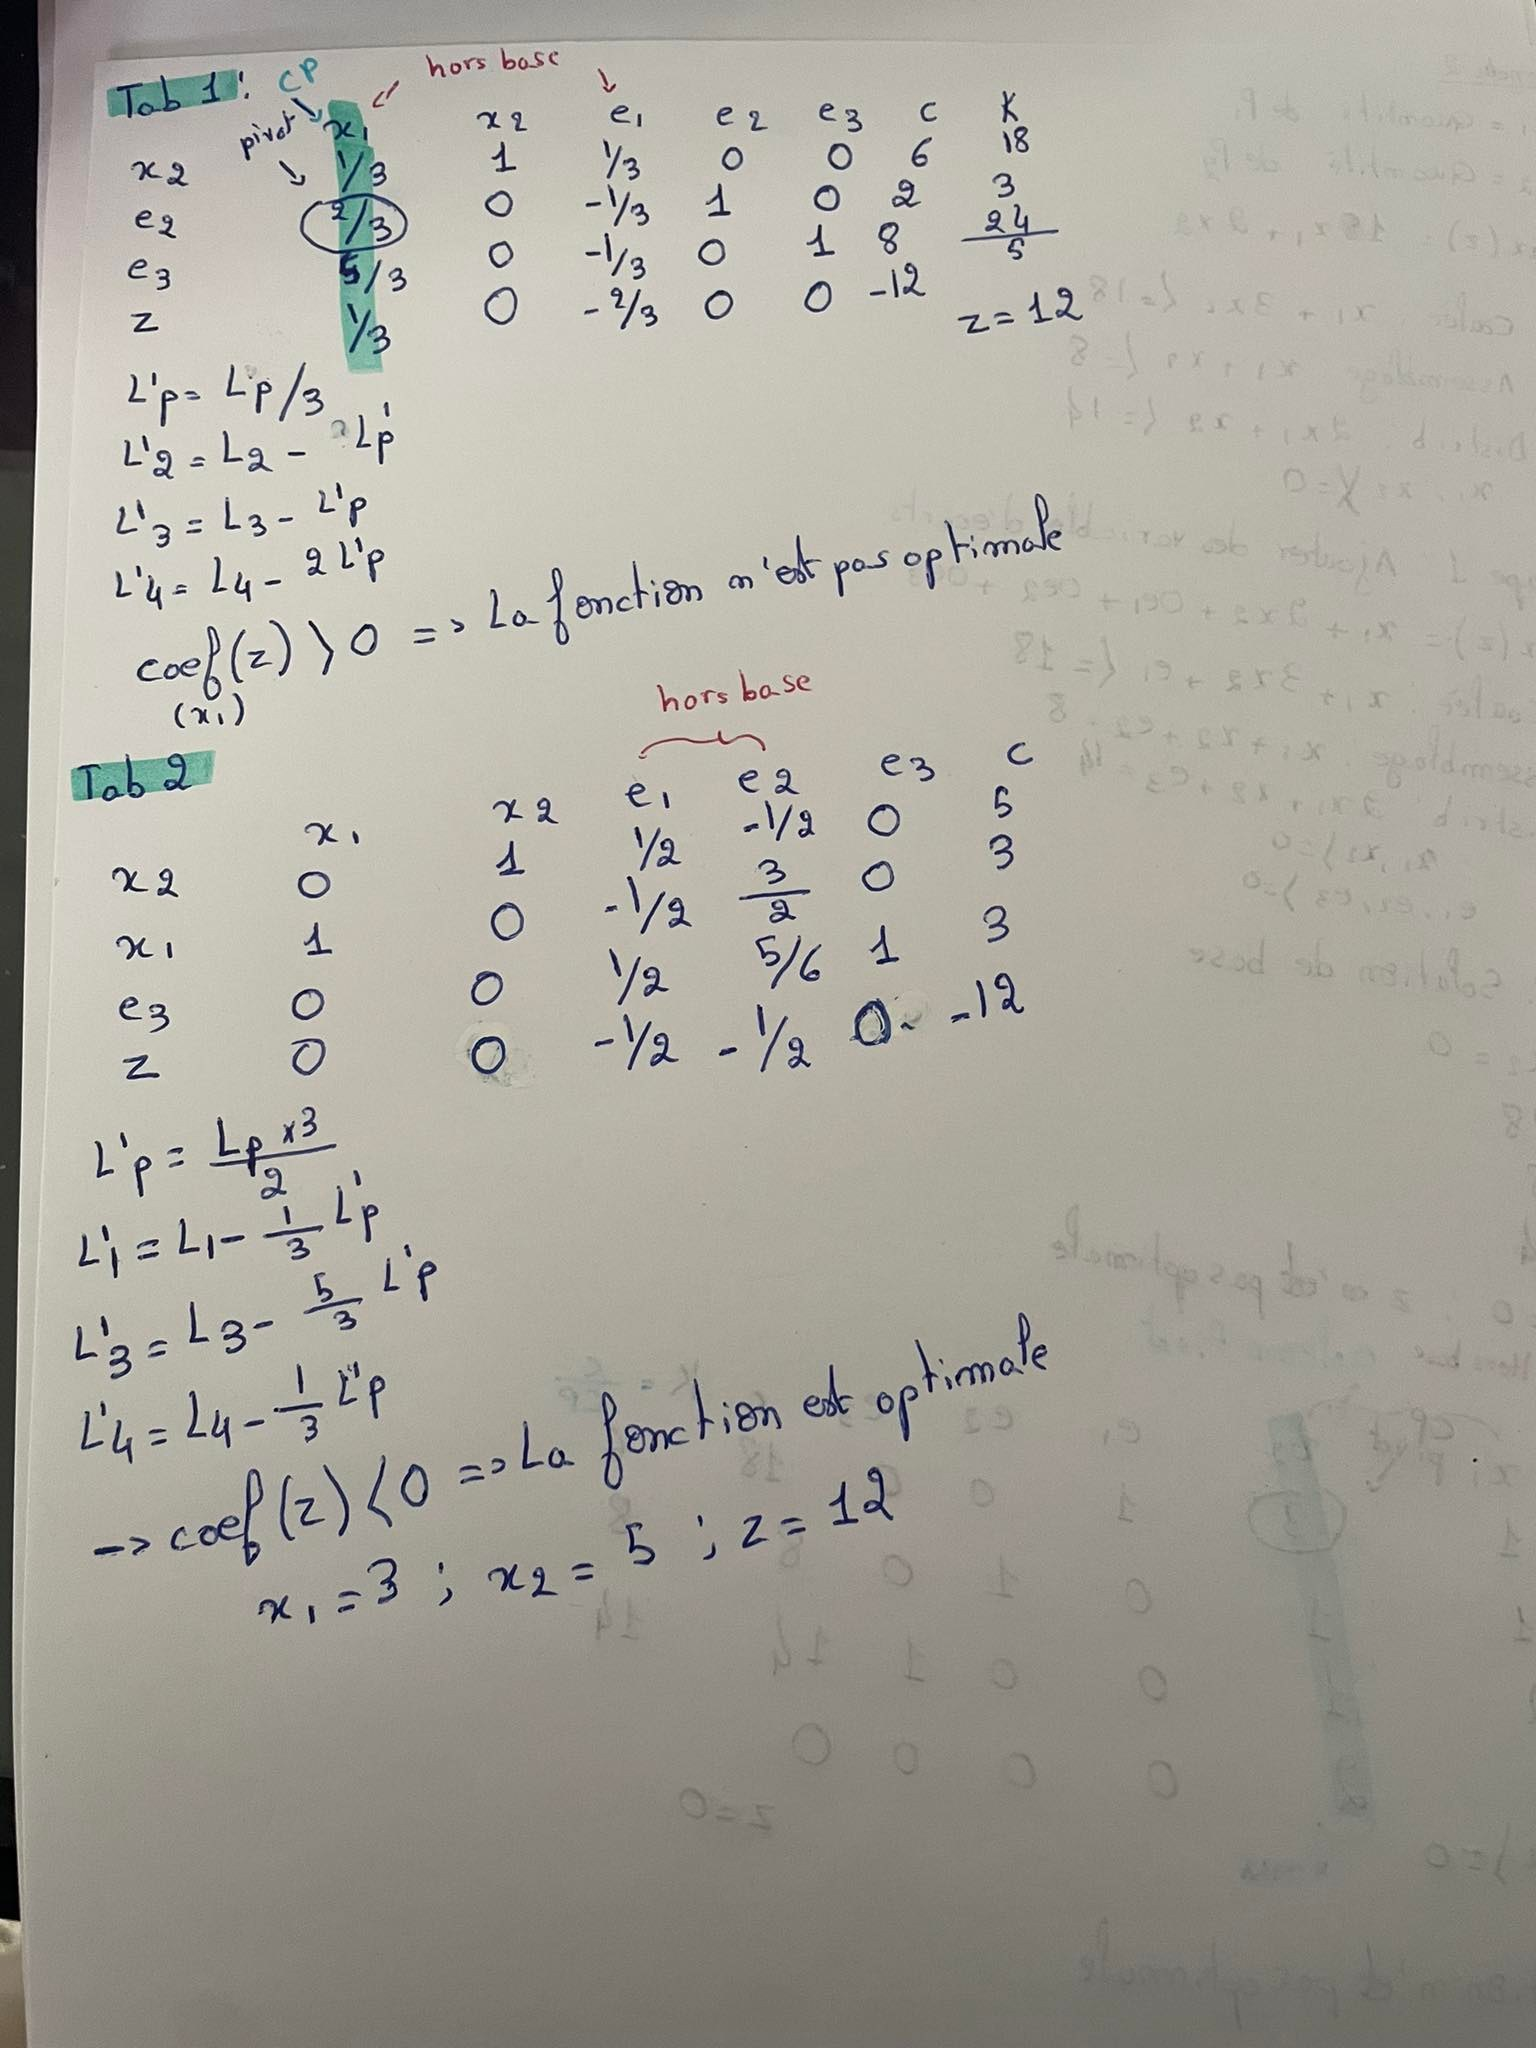 Tab 1: CP hors base
pivot x1 x2 e1 e2 e3 c K
x2 1/3 1 1/3 0 0 6 18
e2 2/3 0 -1/3 1 0 2 3
e3 5/3 0 -1/3 0 1 8 24/5
z 1/3 0 -2/3 0 0 -12 z=12
L'p = Lp/3
L'2 = L2 - L'p
L'3 = L3 - L'p
L'4 = L4 - 2L'p
coef(z) > 0 => La fonction n'est pas optimale
(x1)
hors base
Tab 2
x1 x2 e1 e2 e3 c
x2 0 1 1/2 -1/2 0 5
x1 1 0 -1/2 3/2 0 3
e3 0 0 1/2 5/6 1 3
z 0 0 -1/2 -1/2 0 -12
L'p = Lp x3/2
L'1 = L1 - 1/3 L'p
L'3 = L3 - 5/3 L'p
L'4 = L4 - 1/3 L'p
-> coef(z) < 0 => La fonction est optimale
x1 = 3 ; x2 = 5 ; z = 12